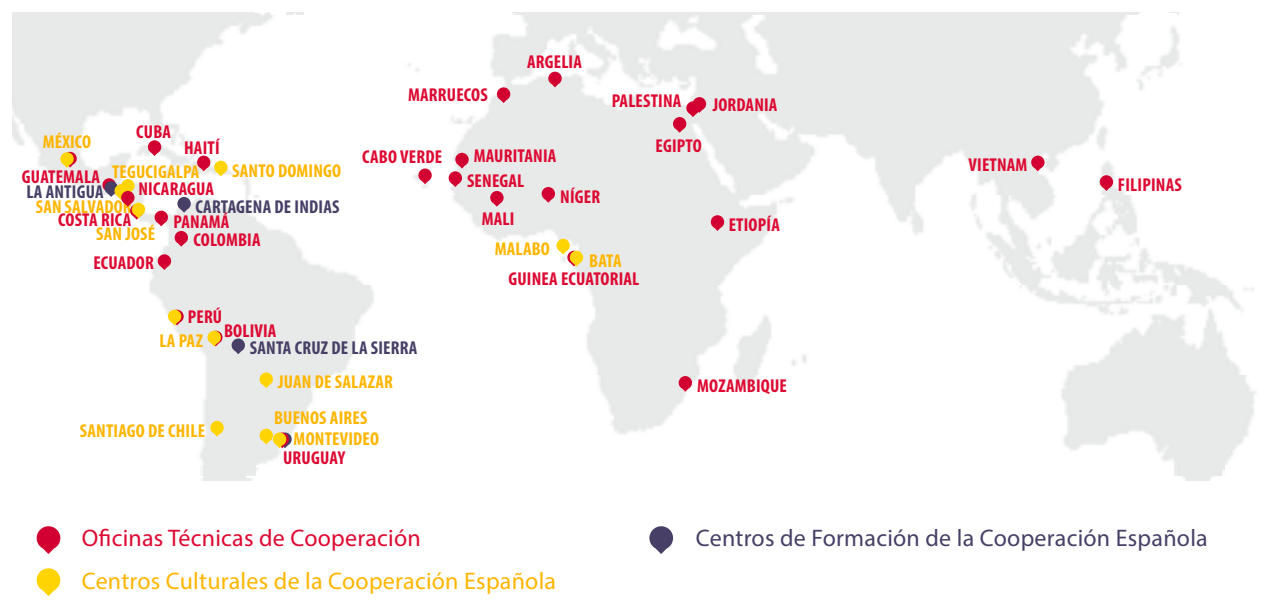 ARGELIA
MARRUECOS
PALESTINA
JORDANIA
CUBA
MÉXICO
HAITÍ
EGIPTO
CABO VERDE
MAURITANIA
VIETNAM
TEGUCIGALPA
SANTO DOMINGO
GUATEMALA
SENEGAL
FILIPINAS
LA ANTIGUA
NICARAGUA
NÍGER
SAN SALVADOR
CARTAGENA DE INDIAS
COSTA RICA
PANAMÁ
MALI
ETIOPÍA
SAN JOSÉ
COLOMBIA
MALABO
ECUADOR
BATA
GUINEA ECUATORIAL
PERÚ
BOLIVIA
LA PAZ
SANTA CRUZ DE LA SIERRA
JUAN DE SALAZAR
MOZAMBIQUE
BUENOS AIRES
SANTIAGO DE CHILE
MONTEVIDEO
URUGUAY
Oficinas Técnicas de Cooperación
Centros de Formación de la Cooperación Española
Centros Culturales de la Cooperación Española